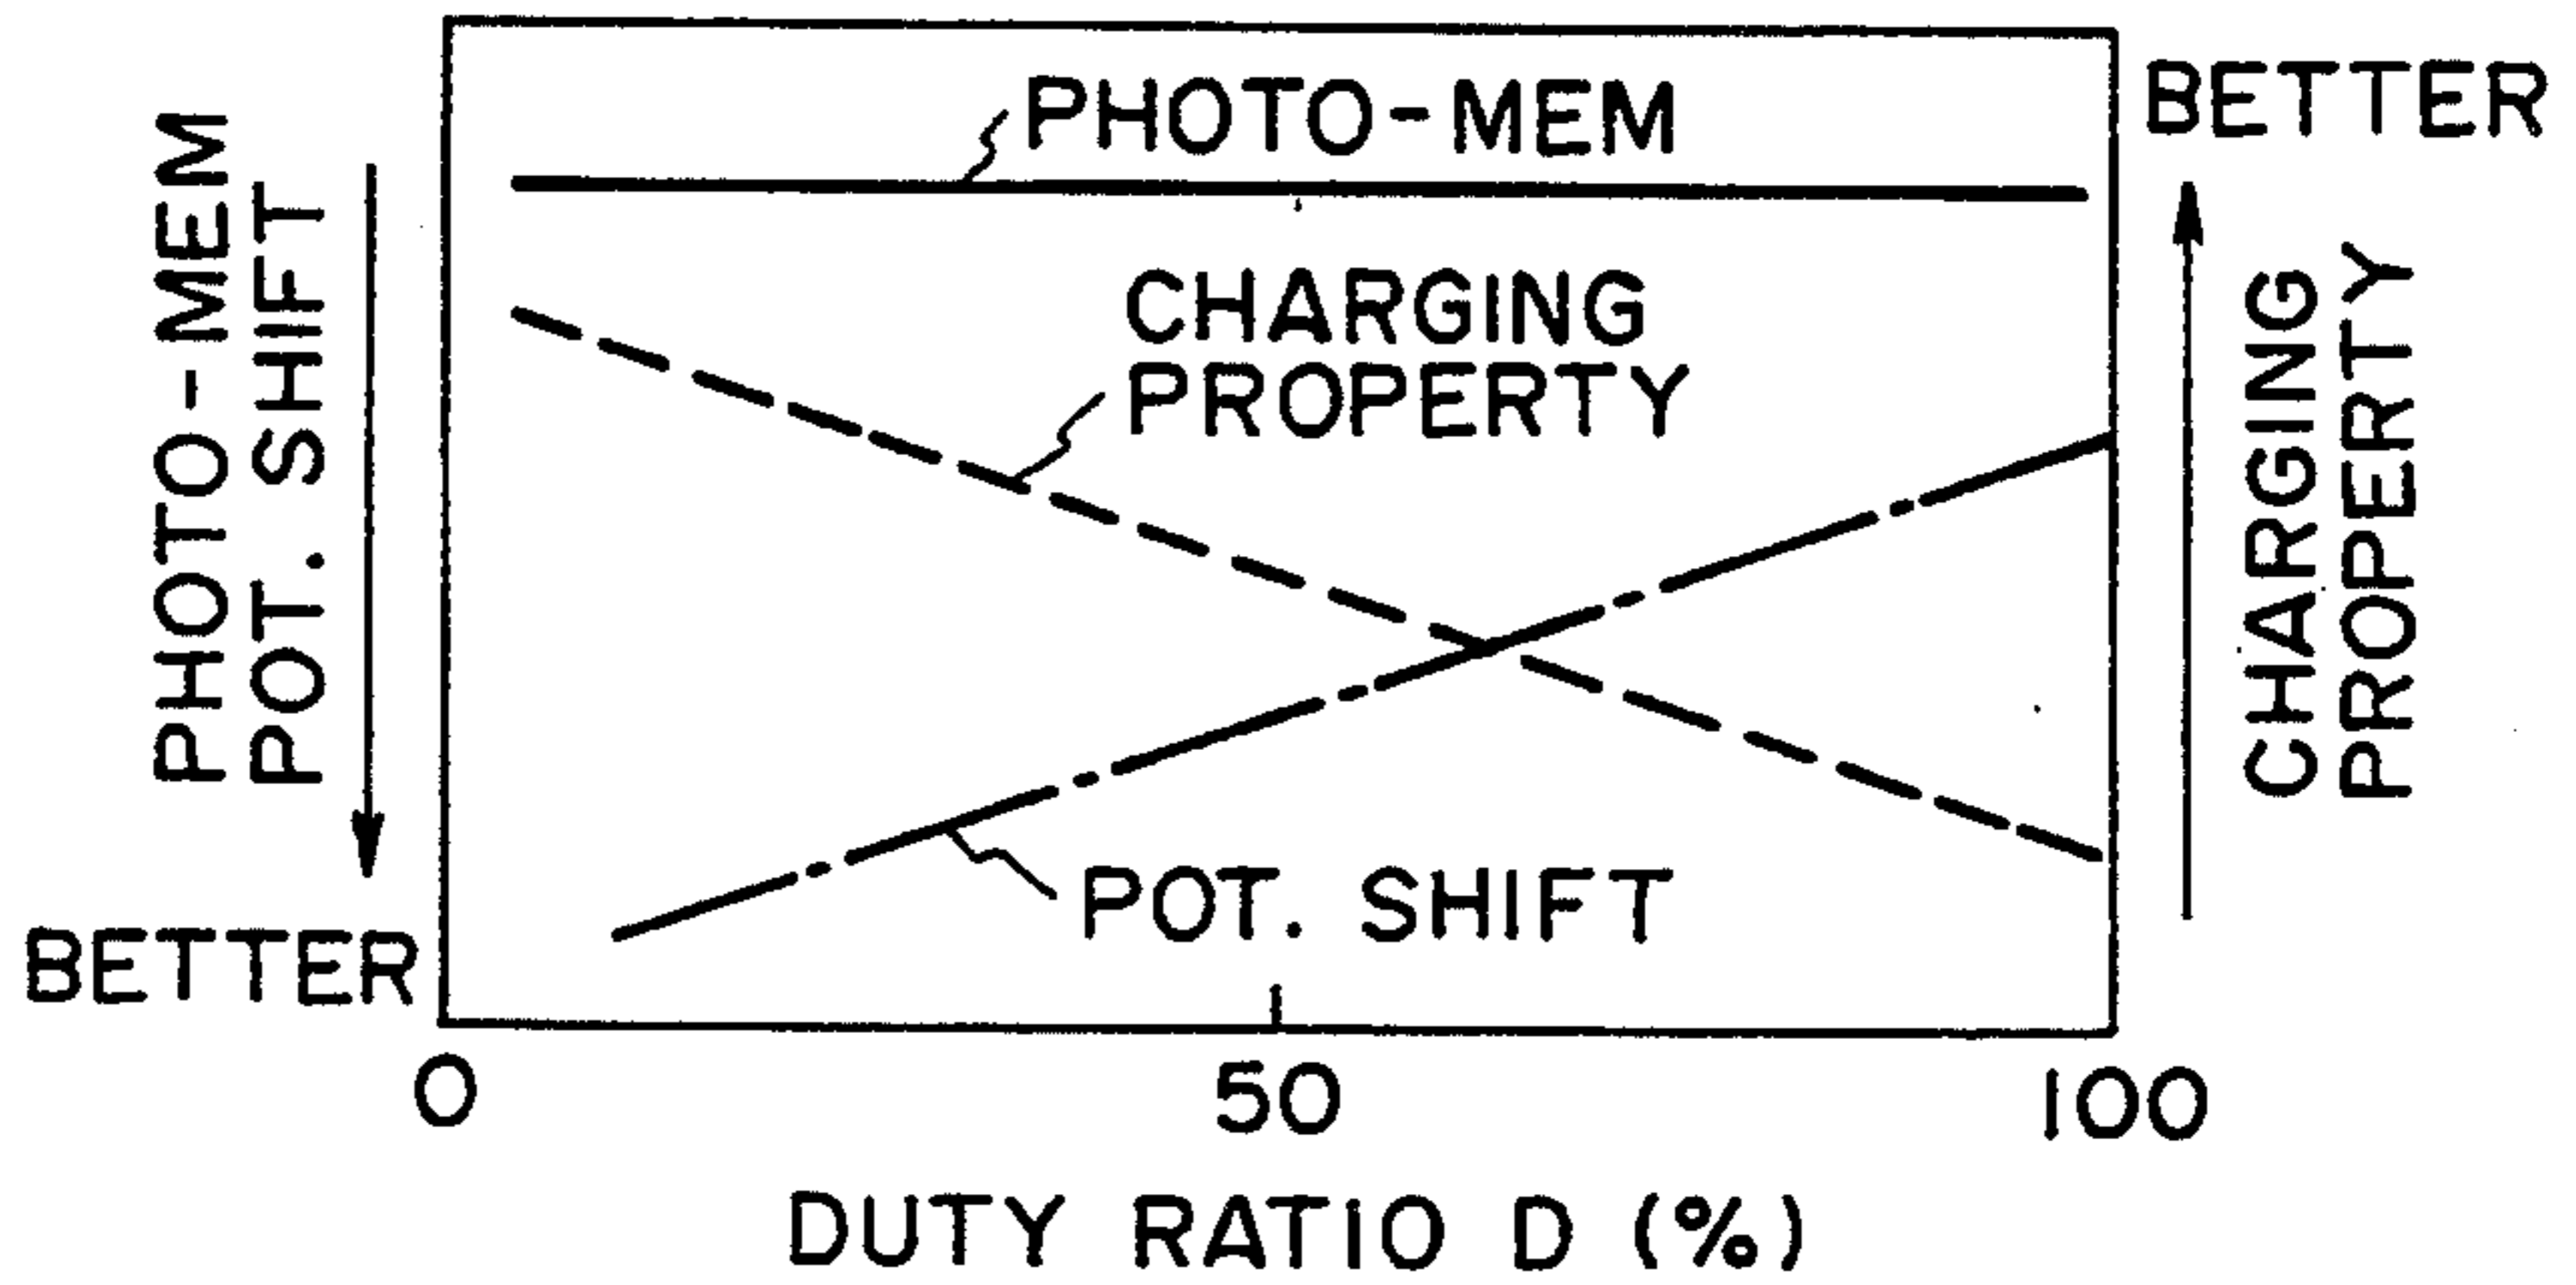 PHOTO-MEM
BETTER
PHOTO-MEM
POT. SHIFT
CHARGING
PROPERTY
CHARGING
PROPERTY
POT. SHIFT
BETTER
0
50
100
DUTY RATIO D (%)